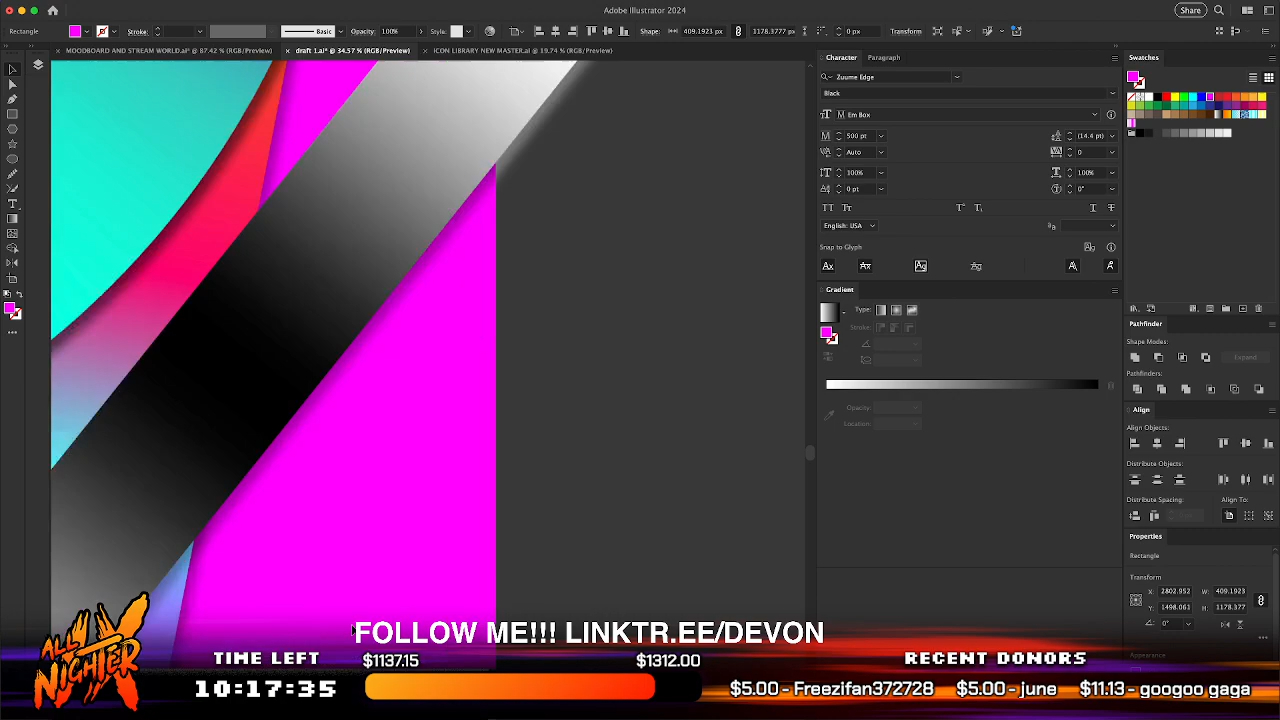 Adobe Illustrator 2024
Share
Rectangle
Stroke:
Basic
Opacity: 100%
Style:
Shape: 409.1923 px
1178.3777 px
0 px
Transform
× MOODBOARD AND STREAM WORLD.ai* @ 87.42 % (RGB/Preview)
× draft 1.ai* @ 34.57 % (RGB/Preview)
× ICON LIBRARY NEW MASTER.ai @ 19.74 % (RGB/Preview)
Character
Paragraph
Zuume Edge
Black
Em Box
500 pt
(14.4 pt)
Auto
0
100%
100%
0 pt
0°
English: USA
Snap to Glyph
Gradient
Type:
Stroke:
Opacity:
Location:
Swatches
Pathfinder
Shape Modes:
Expand
Pathfinders:
Align
Align Objects:
Distribute Objects:
Distribute Spacing:
Align To:
Properties
Rectangle
Transform
X: 2802.952
W: 409.1923
Y: 1498.061
H: 1178.377
0°
Appearance
FOLLOW ME!!! LINKTR.EE/DEVON
ALL
NIGHTER
TIME LEFT
10:17:35
$1137.15
$1312.00
RECENT DONORS
$5.00 - Freezifan372728
$5.00 - june
$11.13 - googoo gaga